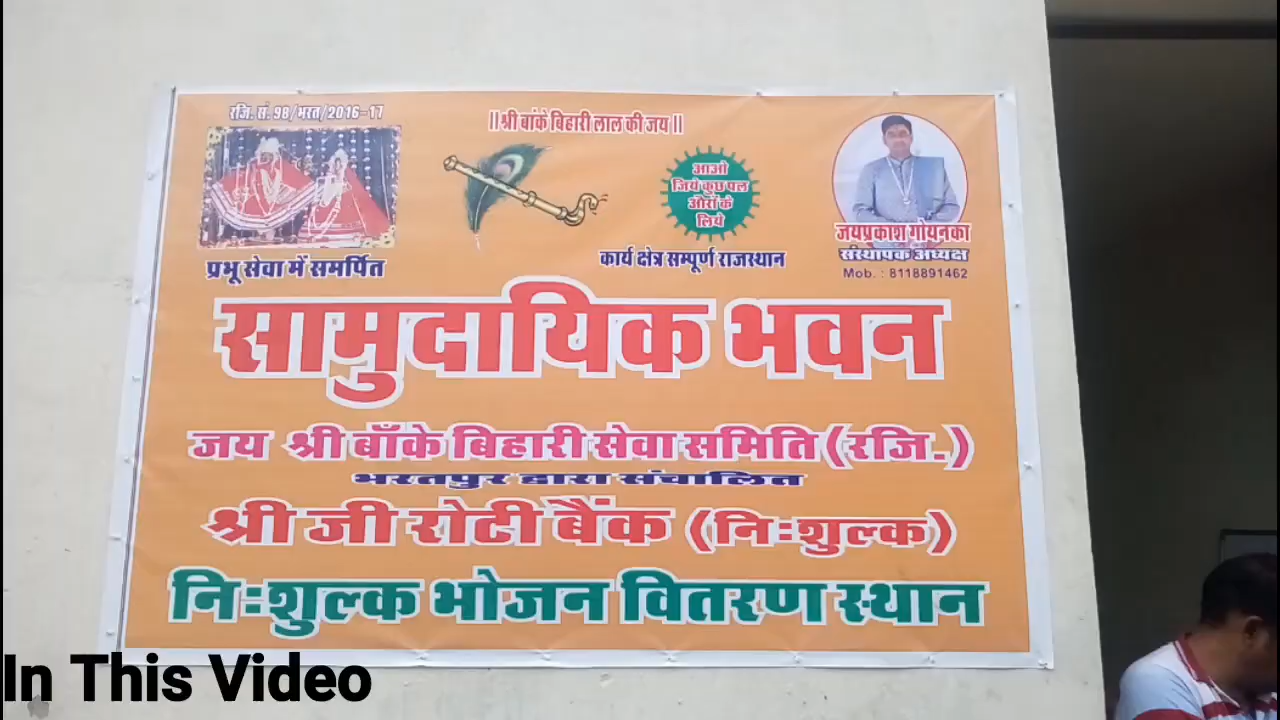 रजि. सं. 98/भरत/2016-17
॥श्री बांके बिहारी लाल की जय॥
आओ
जिये कुछ पल
औरों के
लिये
प्रभू सेवा में समर्पित
कार्य क्षेत्र सम्पूर्ण राजस्थान
जयप्रकाश गोयनका
संस्थापक अध्यक्ष
Mob. : 8118891462
सामुदायिक भवन
जय श्री बाँके बिहारी सेवा समिति (रजि.)
भरतपुर द्वारा संचालित
श्री जी रोटी बैंक (निःशुल्क)
निःशुल्क भोजन वितरण स्थान
In This Video